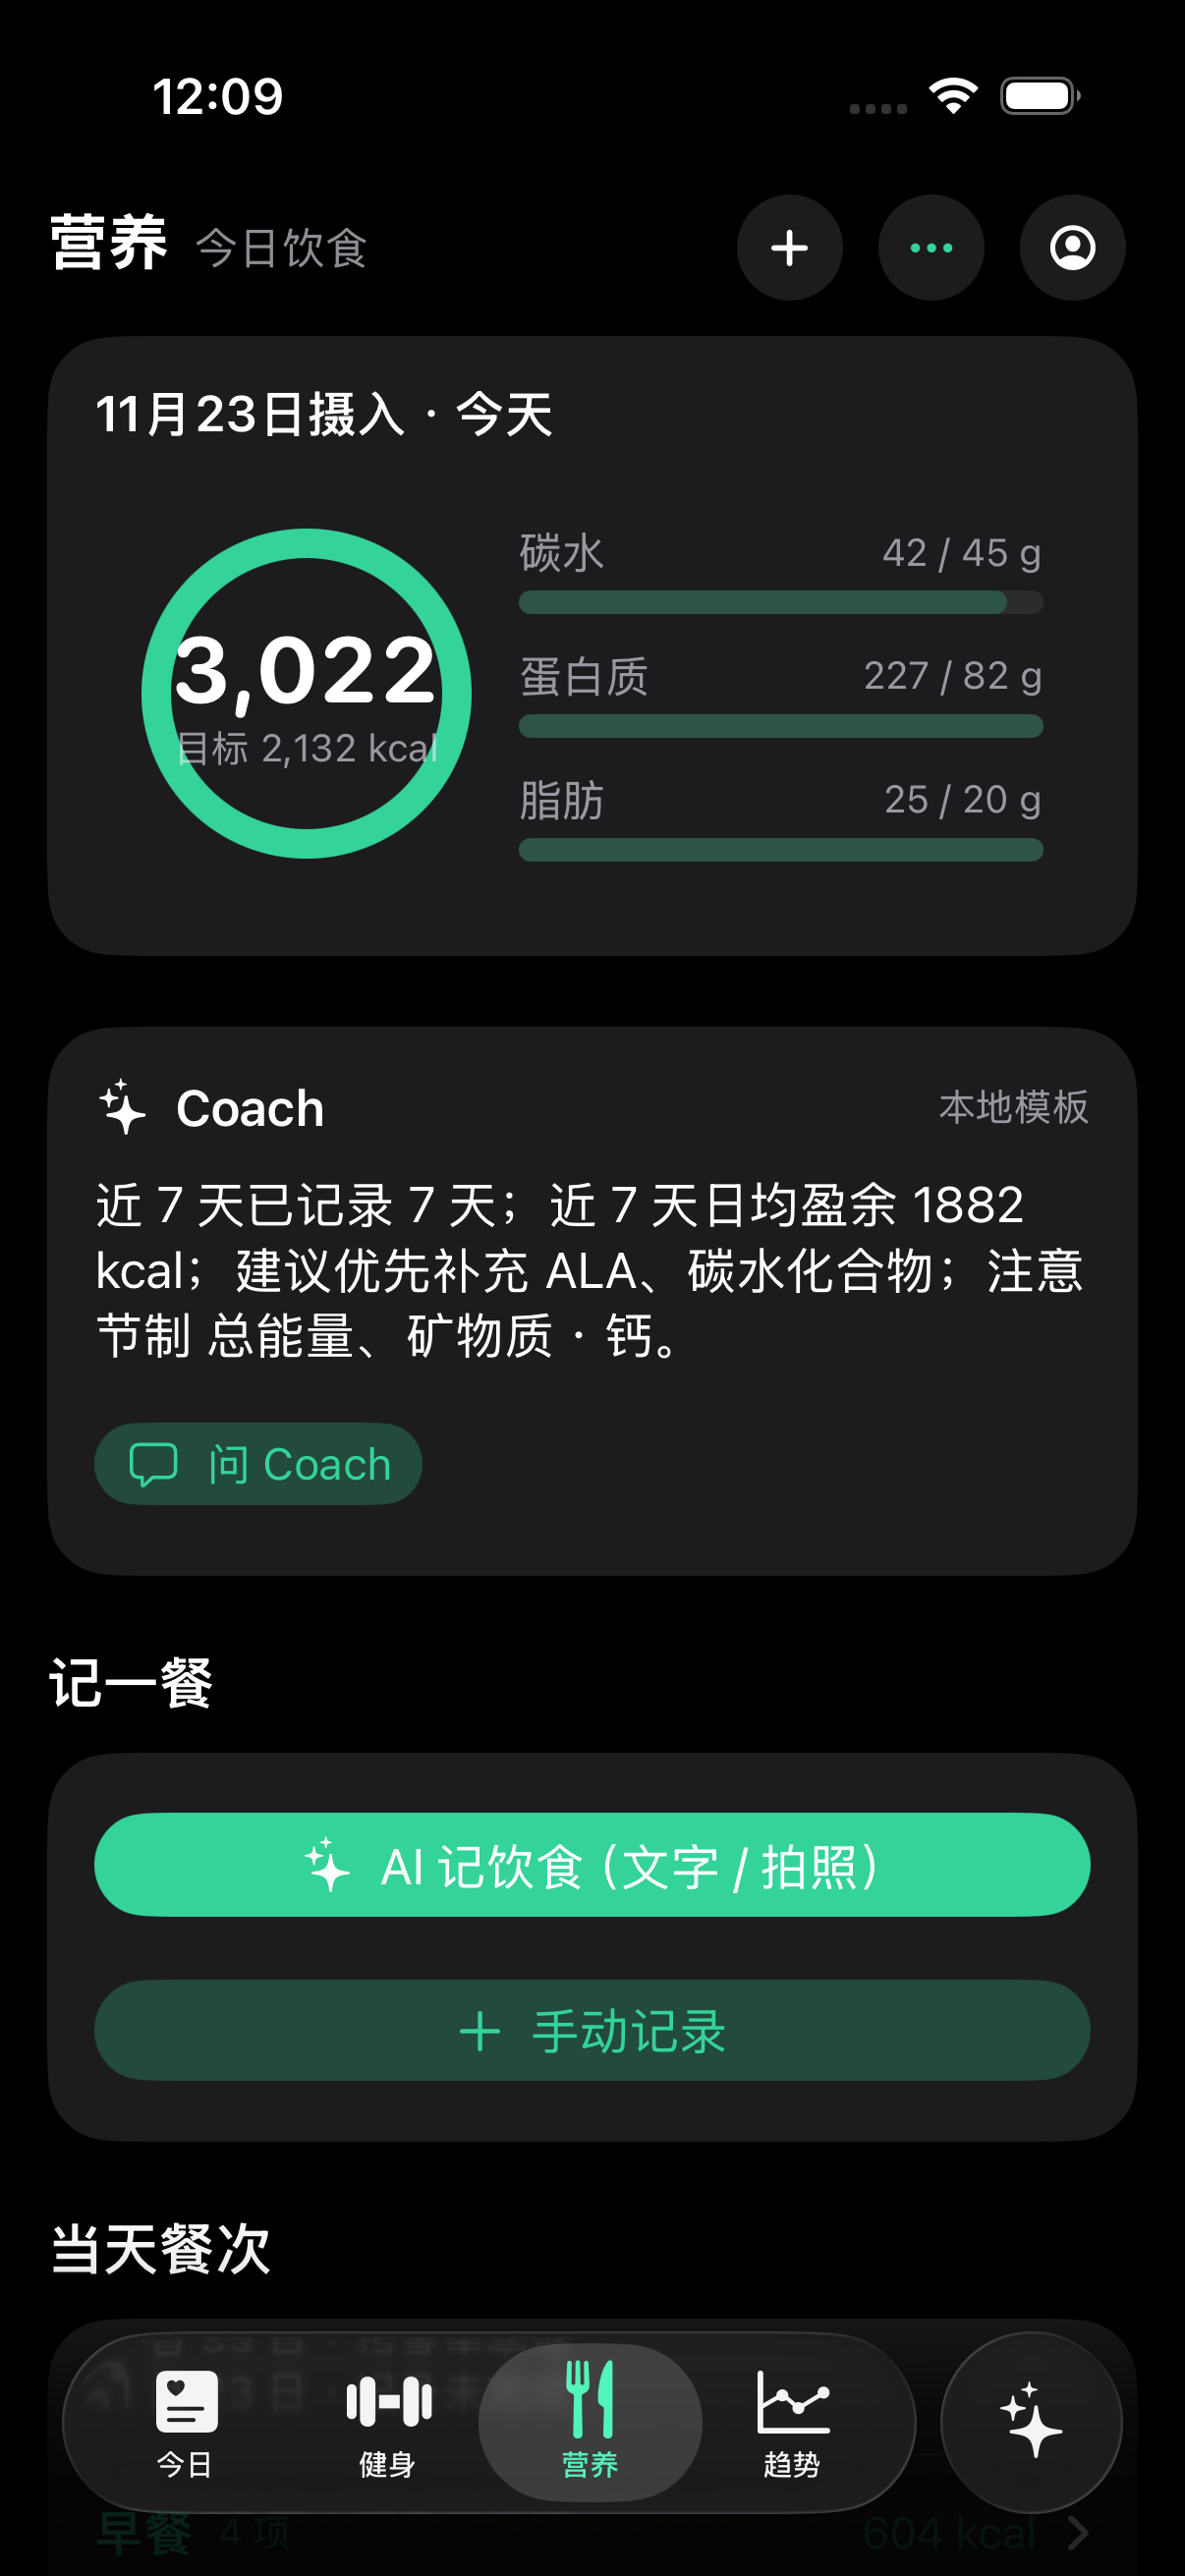 12:09
营养 今日饮食
11月23日摄入 · 今天
3,022
目标 2,132 kcal
碳水 42 / 45 g
蛋白质 227 / 82 g
脂肪 25 / 20 g
Coach 本地模板
近 7 天已记录 7 天；近 7 天日均盈余 1882
kcal；建议优先补充 ALA、碳水化合物；注意
节制 总能量、矿物质 · 钙。
问 Coach
记一餐
AI 记饮食（文字 / 拍照）
手动记录
当天餐次
今日 健身 营养 趋势
早餐 4 项 604 kcal